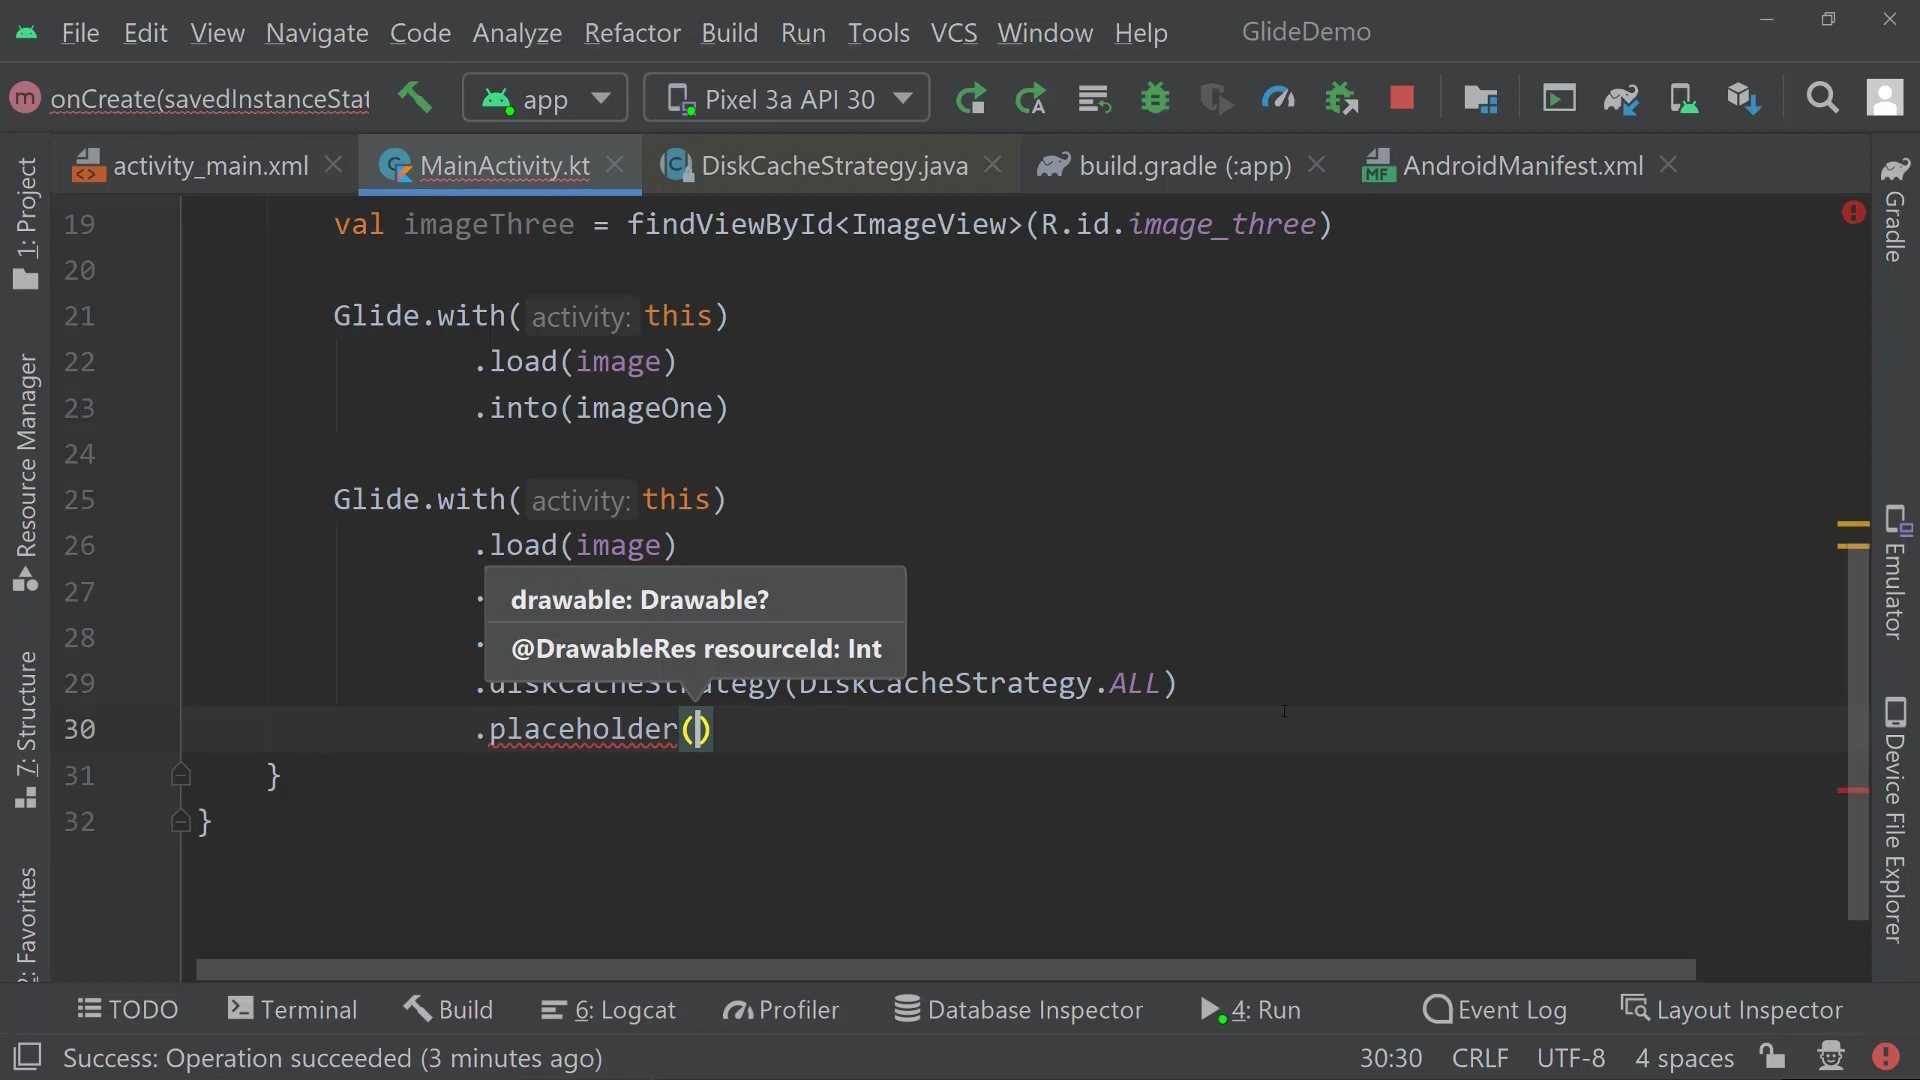 File Edit View Navigate Code Analyze Refactor Build Run Tools VCS Window Help GlideDemo
m onCreate(savedInstanceStat app Pixel 3a API 30
activity_main.xml MainActivity.kt DiskCacheStrategy.java build.gradle (:app) MF AndroidManifest.xml
1: Project
Resource Manager
7: Structure
Favorites
19 val imageThree = findViewById<ImageView>(R.id.image_three)
20
21 Glide.with( activity: this)
22 .load(image)
23 .into(imageOne)
24
25 Glide.with( activity: this)
26 .load(image)
27 .
28 .
drawable: Drawable?
@DrawableRes resourceId: Int
29 .diskCacheStrategy(DiskCacheStrategy.ALL)
30 .placeholder()
31 }
32 }
Gradle
Emulator
Device File Explorer
TODO Terminal Build 6: Logcat Profiler Database Inspector 4: Run Event Log Layout Inspector
Success: Operation succeeded (3 minutes ago) 30:30 CRLF UTF-8 4 spaces